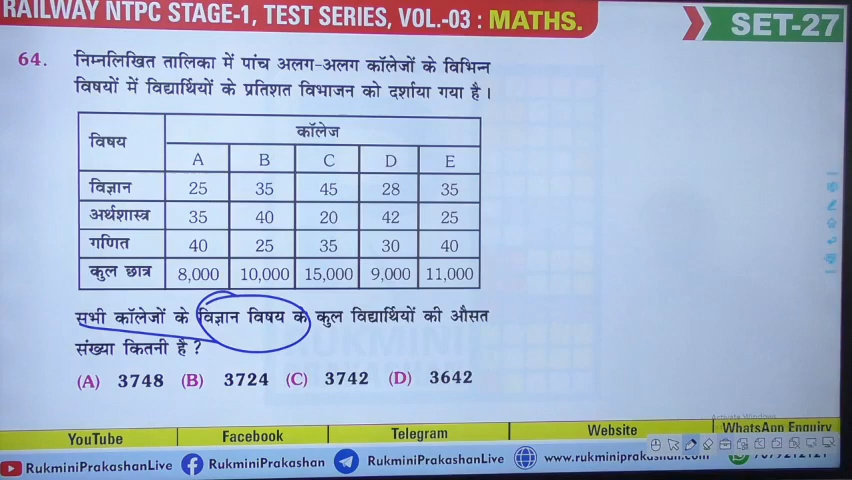 RAILWAY NTPC STAGE-1, TEST SERIES, VOL.-03 : MATHS.
SET-27
64. निम्नलिखित तालिका में पांच अलग-अलग कॉलेजों के विभिन्न
विषयों में विद्यार्थियों के प्रतिशत विभाजन को दर्शाया गया है ।
विषय कॉलेज
A B C D E
विज्ञान 25 35 45 28 35
अर्थशास्त्र 35 40 20 42 25
गणित 40 25 35 30 40
कुल छात्र 8,000 10,000 15,000 9,000 11,000
सभी कॉलेजों के विज्ञान विषय के कुल विद्यार्थियों की औसत
संख्या कितनी है ?
(A) 3748 (B) 3724 (C) 3742 (D) 3642
RUKMINI
Activate Windows
YouTube Facebook Telegram Website WhatsApp Enquiry
RukminiPrakashanLive RukminiPrakashan RukminiPrakashanLive